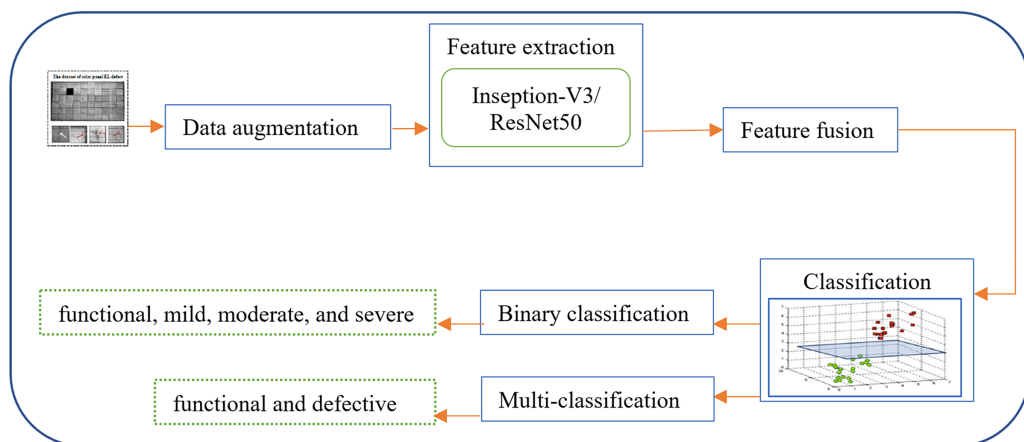 The dataset of solar panel EL defect
Data augmentation
Feature extraction
Inseption-V3/
ResNet50
Feature fusion
Classification
Binary classification
functional, mild, moderate, and severe
Multi-classification
functional and defective